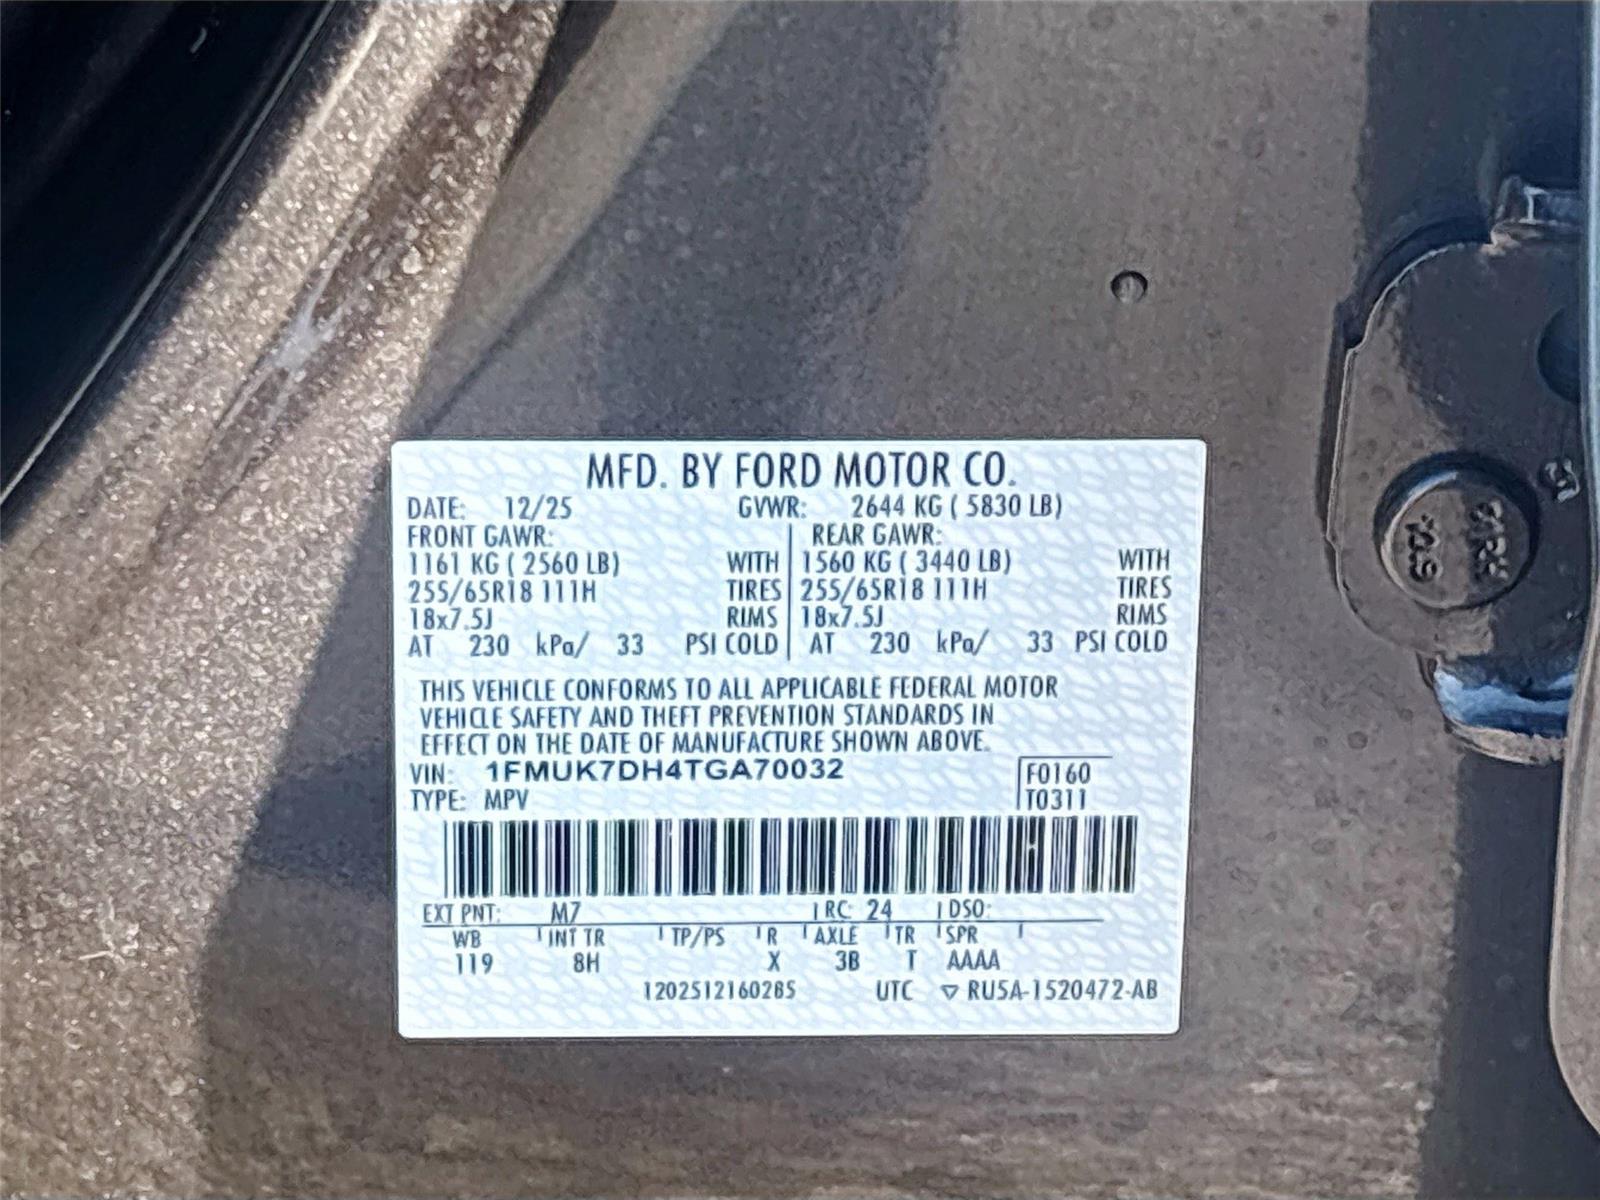 MFD. BY FORD MOTOR CO.
DATE: 12/25 GVWR: 2644 KG ( 5830 LB)
FRONT GAWR: REAR GAWR:
1161 KG ( 2560 LB) WITH 1560 KG ( 3440 LB) WITH
255/65R18 111H TIRES 255/65R18 111H TIRES
18x7.5J RIMS 18x7.5J RIMS
AT 230 kPa/ 33 PSI COLD AT 230 kPa/ 33 PSI COLD
THIS VEHICLE CONFORMS TO ALL APPLICABLE FEDERAL MOTOR
VEHICLE SAFETY AND THEFT PREVENTION STANDARDS IN
EFFECT ON THE DATE OF MANUFACTURE SHOWN ABOVE.
VIN: 1FMUK7DH4TGA70032 F0160
TYPE: MPV T0311
EXT PNT: M7 RC: 24 DSO:
WB INT TR TP/PS R AXLE TR SPR
119 8H X 3B T AAAA
1202512160285 UTC ▽ RU5A-1520472-AB